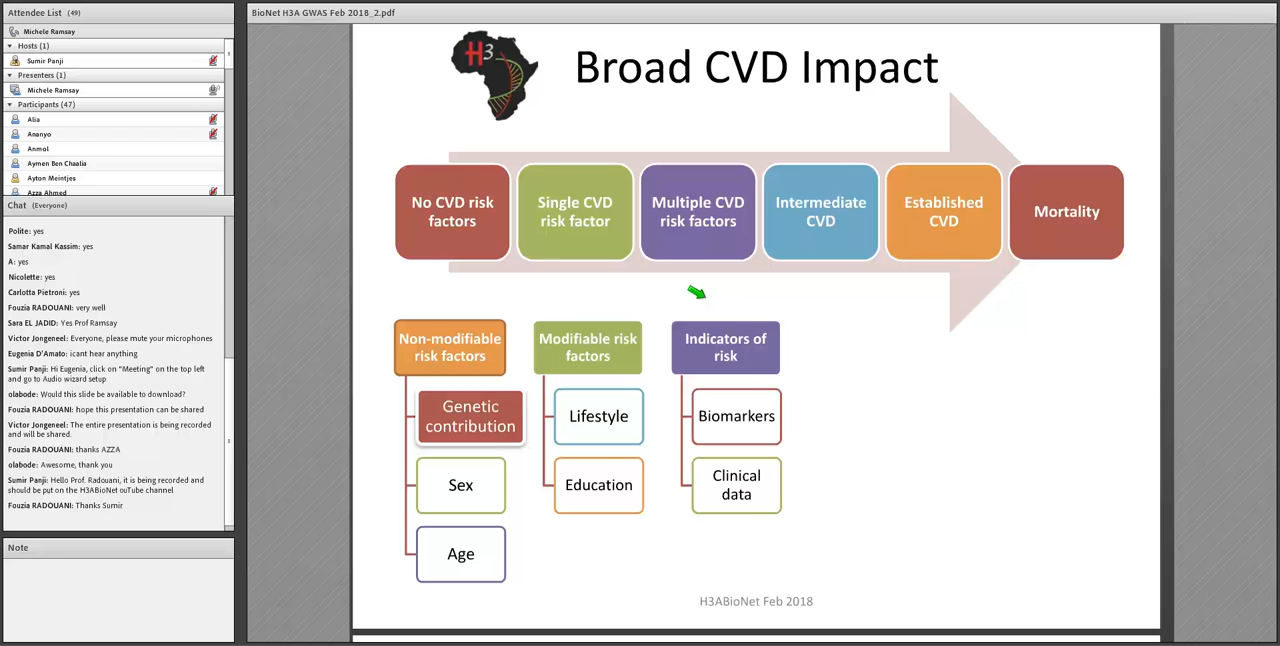 Attendee List (49)
Michele Ramsay
Hosts (1)
Sumir Panji
Presenters (1)
Michele Ramsay
Participants (47)
Alia
Ananyo
Anmol
Aymen Ben Chaalia
Ayton Meintjes
Azza Ahmed
Chat (Everyone)
Polite: yes
Samar Kamal Kassim: yes
A: yes
Nicolette: yes
Carlotta Pietroni: yes
Fouzia RADOUANI: very well
Sara EL JADID: Yes Prof Ramsay
Victor Jongeneel: Everyone, please mute your microphones
Eugenia D'Amato: icant hear anything
Sumir Panji: Hi Eugenia, click on "Meeting" on the top left
and go to Audio wizard setup
olabode: Would this slide be available to download?
Fouzia RADOUANI: hope this presentation can be shared
Victor Jongeneel: The entire presentation is being recorded
and will be shared.
Fouzia RADOUANI: thanks AZZA
olabode: Awesome, thank you
Sumir Panji: Hello Prof. Radouani, it is being recorded and
should be put on the H3ABioNet ouTube channel
Fouzia RADOUANI: Thanks Sumir
Note
BioNet H3A GWAS Feb 2018_2.pdf
H3
Broad CVD Impact
No CVD risk
factors
Single CVD
risk factor
Multiple CVD
risk factors
Intermediate
CVD
Established
CVD
Mortality
Non-modifiable
risk factors
Genetic
contribution
Sex
Age
Modifiable risk
factors
Lifestyle
Education
Indicators of
risk
Biomarkers
Clinical
data
H3ABioNet Feb 2018